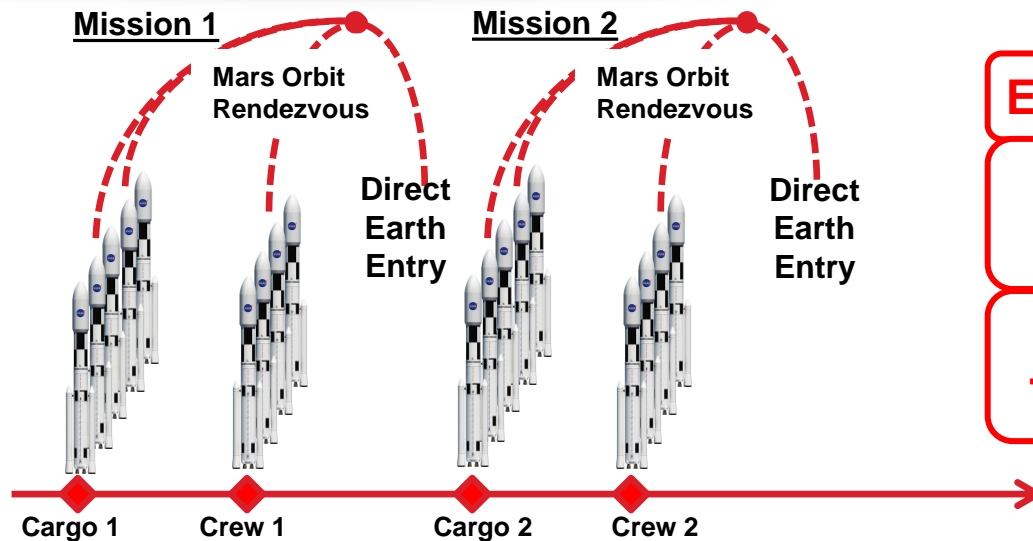 Mission 1
Mission 2
Mars Orbit
Rendezvous
Mars Orbit
Rendezvous
Direct
Earth
Entry
Direct
Earth
Entry
E
Cargo 1
Crew 1
Cargo 2
Crew 2